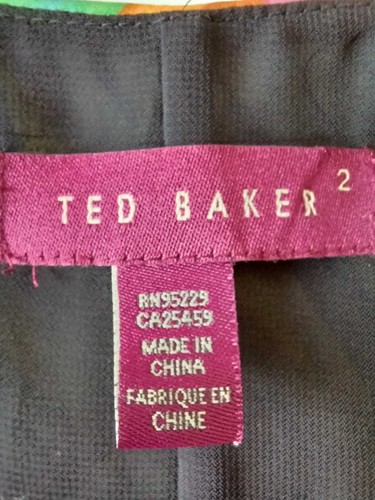 TED BAKER 2
RN95229
CA25459
MADE IN
CHINA
FABRIQUE EN
CHINE